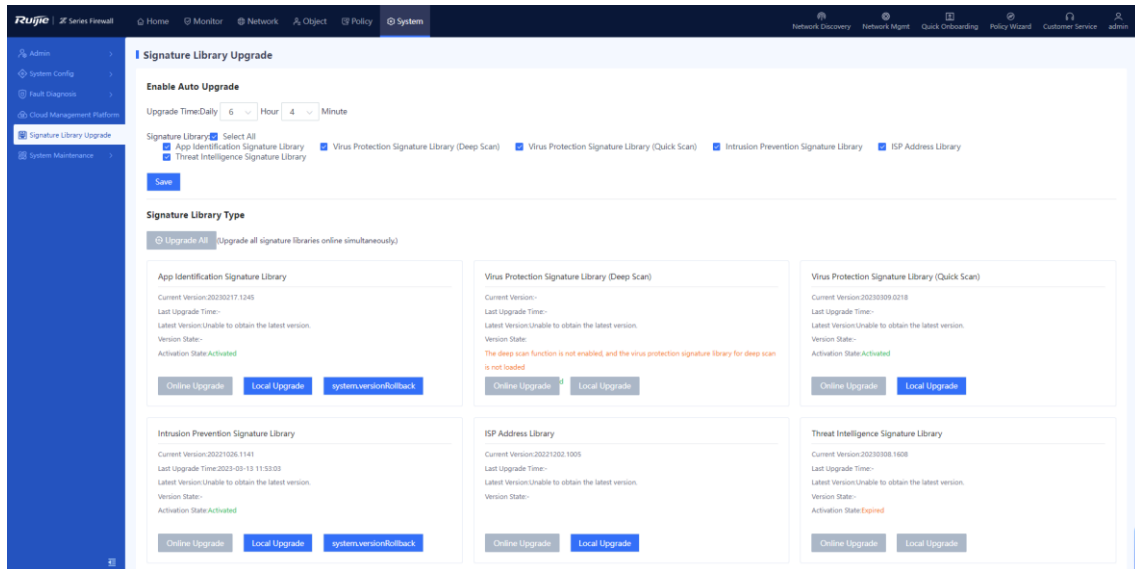 Ruijie | Z Series Firewall
Home Monitor Network Object Policy System
Network Discovery Network Mgmt Quick Onboarding Policy Wizard Customer Service admin
Admin
System Config
Fault Diagnosis
Cloud Management Platform
Signature Library Upgrade
System Maintenance
Signature Library Upgrade
Enable Auto Upgrade
Upgrade Time:Daily 6 Hour 4 Minute
Signature Library: Select All
App Identification Signature Library Virus Protection Signature Library (Deep Scan) Virus Protection Signature Library (Quick Scan) Intrusion Prevention Signature Library ISP Address Library
Threat Intelligence Signature Library
Save
Signature Library Type
Upgrade All (Upgrade all signature libraries online simultaneously.)
App Identification Signature Library
Current Version:20230217.1245
Last Upgrade Time:-
Latest Version:Unable to obtain the latest version.
Version State:-
Activation State:Activated
Online Upgrade Local Upgrade system.versionRollback
Virus Protection Signature Library (Deep Scan)
Current Version:-
Last Upgrade Time:-
Latest Version:Unable to obtain the latest version.
Version State:
The deep scan function is not enabled, and the virus protection signature library for deep scan
is not loaded
Online Upgrade Local Upgrade
Virus Protection Signature Library (Quick Scan)
Current Version:20230309.0218
Last Upgrade Time:-
Latest Version:Unable to obtain the latest version.
Version State:-
Activation State:Activated
Online Upgrade Local Upgrade
Intrusion Prevention Signature Library
Current Version:20221026.1141
Last Upgrade Time:2023-03-13 11:53:03
Latest Version:Unable to obtain the latest version.
Version State:-
Activation State:Activated
Online Upgrade Local Upgrade system.versionRollback
ISP Address Library
Current Version:20221202.1005
Last Upgrade Time:-
Latest Version:Unable to obtain the latest version.
Version State:-
Online Upgrade Local Upgrade
Threat Intelligence Signature Library
Current Version:20230308.1608
Last Upgrade Time:-
Latest Version:Unable to obtain the latest version.
Version State:-
Activation State:Expired
Online Upgrade Local Upgrade